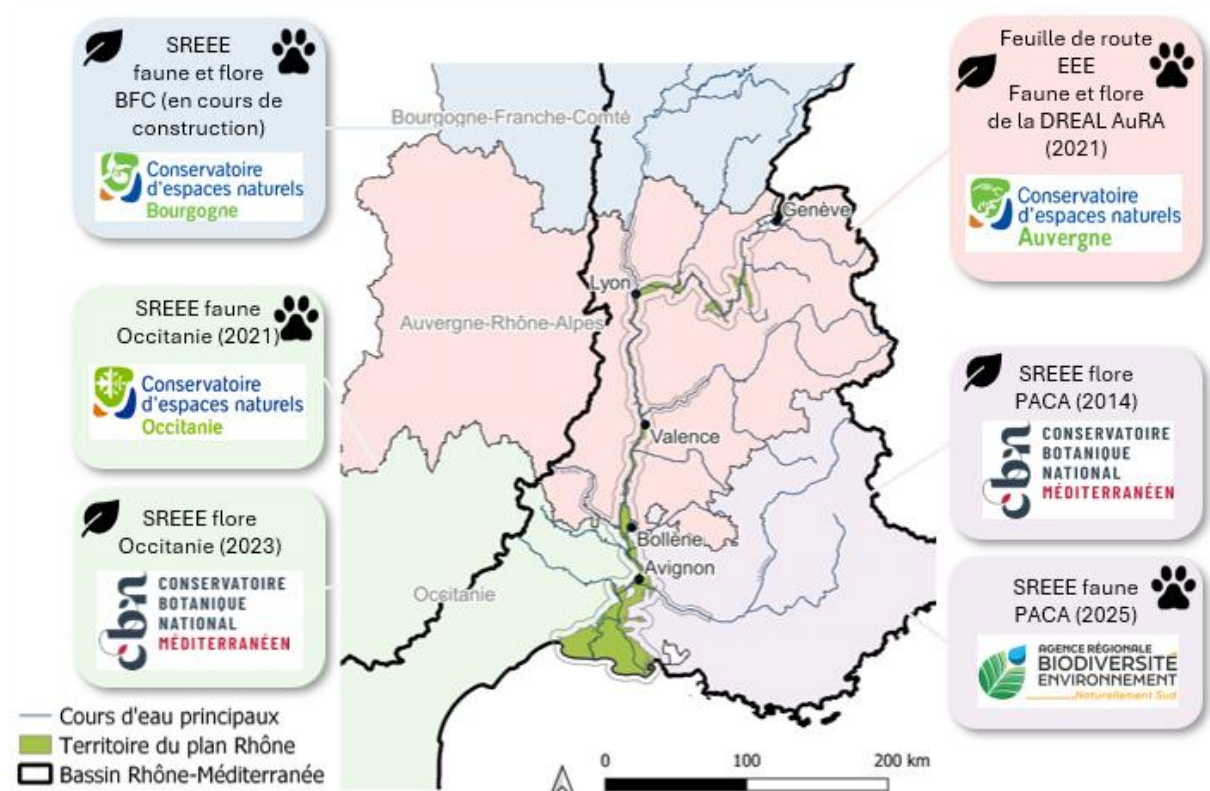 SREEE
faune et flore
BFC (en cours de
construction)
Conservatoire
d'espaces naturels
Bourgogne
SREEE faune
Occitanie (2021)
Conservatoire
d'espaces naturels
Occitanie
SREEE flore
Occitanie (2023)
cbn
CONSERVATOIRE
BOTANIQUE
NATIONAL
MÉDITERRANÉEN
Bourgogne-Franche-Comté
Genève
Lyon
Auvergne-Rhône-Alpes
Valence
Bollène
Avignon
Occitanie
Feuille de route
EEE
Faune et flore
de la DREAL AuRA
(2021)
Conservatoire
d'espaces naturels
Auvergne
SREEE flore
PACA (2014)
cbn
CONSERVATOIRE
BOTANIQUE
NATIONAL
MÉDITERRANÉEN
SREEE faune
PACA (2025)
AGENCE RÉGIONALE
BIODIVERSITÉ
ENVIRONNEMENT
Naturellement Sud
Cours d'eau principaux
Territoire du plan Rhône
Bassin Rhône-Méditerranée
0 100 200 km